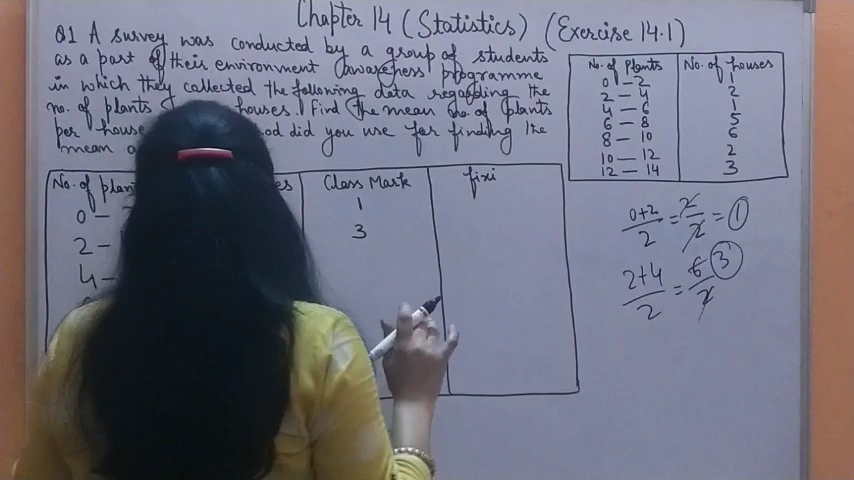 Chapter 14 (Statistics) (Exercise 14.1)
Q1 A survey was conducted by a group of students
as a part of their environment awareness programme
in which they collected the following data regarding the
no. of plants houses. Find the mean no. of plants
per house did you use for finding the
mean
No. of Plants No. of houses
0 – 2 1
2 – 4 2
4 – 6 1
6 – 8 5
8 – 10 6
10 – 12 2
12 – 14 3
No. of plan Class Mark fixi
0 – 1
2 – 3
4 –
0+2/2 = 2/2 = 1
2+4/2 = 6/2 3